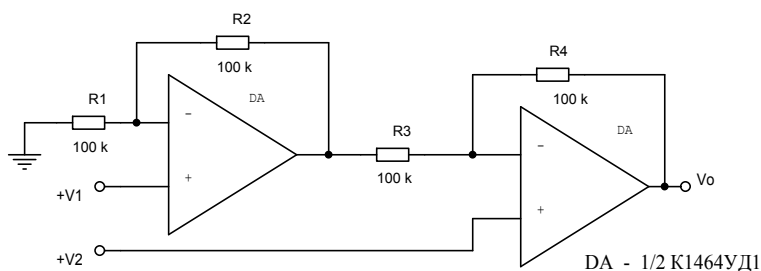 R2
100 k
R1
100 k
DA
−
+
+V1
+V2
R3
100 k
R4
100 k
DA
−
+
Vo
DA - 1/2 К1464УД1